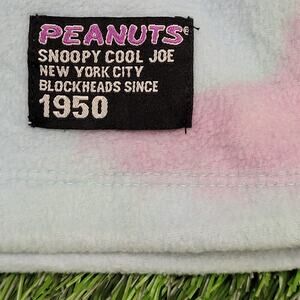 PEANUTS®
SNOOPY COOL JOE
NEW YORK CITY
BLOCKHEADS SINCE
1950